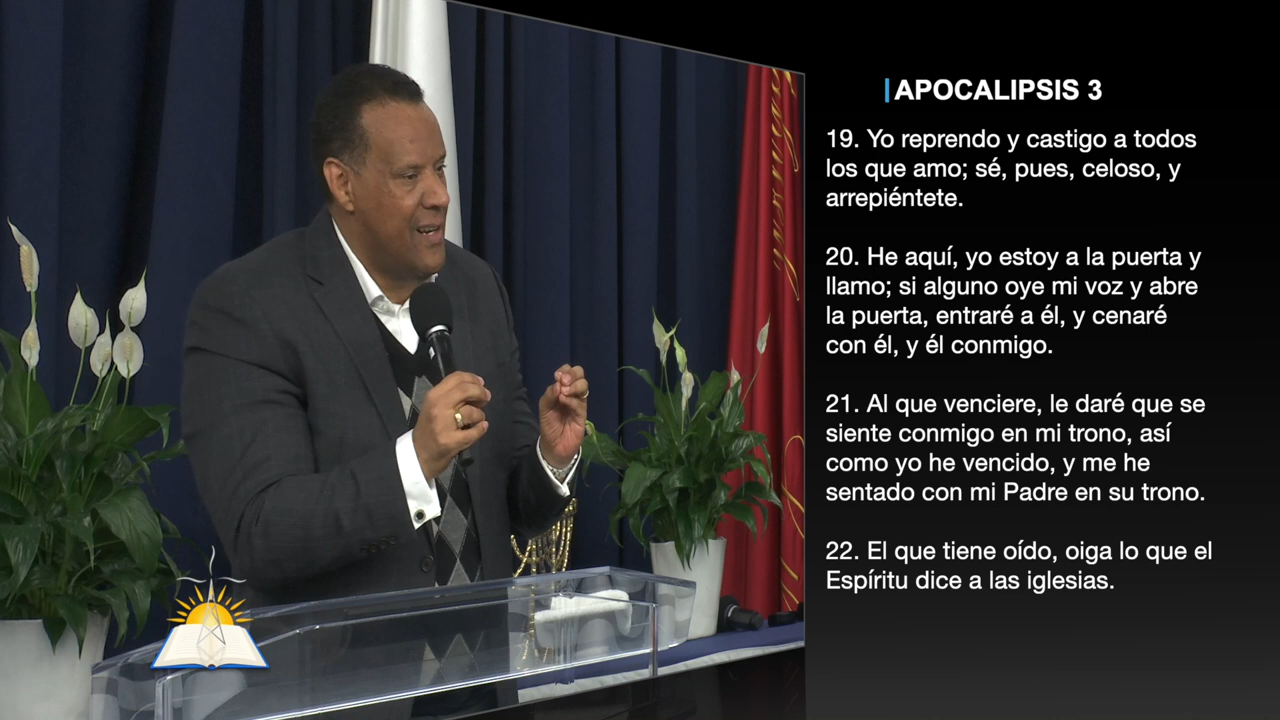 APOCALIPSIS 3
19. Yo reprendo y castigo a todos
los que amo; sé, pues, celoso, y
arrepiéntete.
20. He aquí, yo estoy a la puerta y
llamo; si alguno oye mi voz y abre
la puerta, entraré a él, y cenaré
con él, y él conmigo.
21. Al que venciere, le daré que se
siente conmigo en mi trono, así
como yo he vencido, y me he
sentado con mi Padre en su trono.
22. El que tiene oído, oiga lo que el
Espíritu dice a las iglesias.